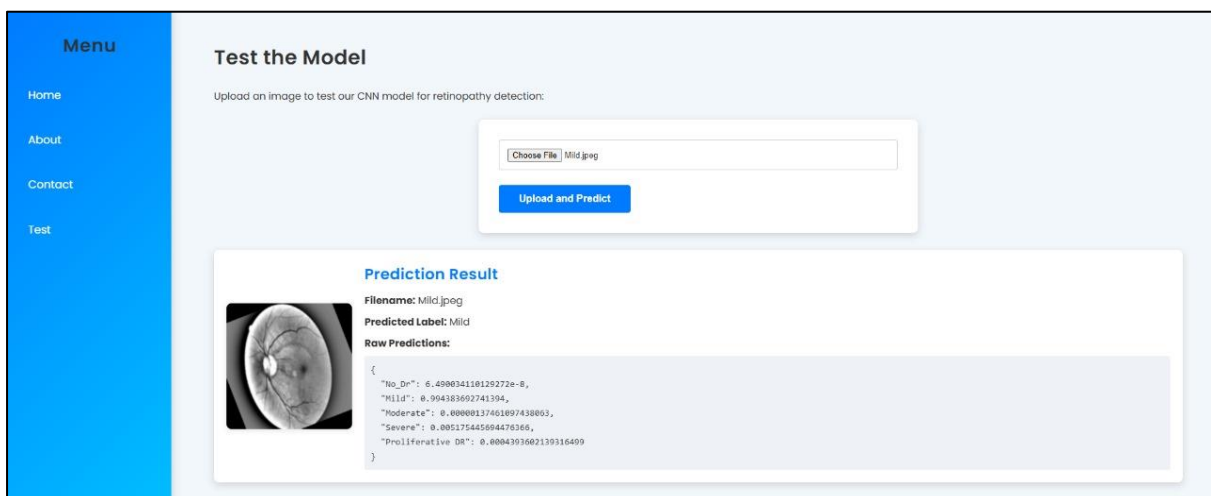 Menu
Home
About
Contact
Test
Test the Model
Upload an image to test our CNN model for retinopathy detection:
Choose File Mild.jpeg
Upload and Predict
Prediction Result
Filename: Mild.jpeg
Predicted Label: Mild
Raw Predictions:
{
"No_Dr": 6.490034110129272e-8,
"Mild": 0.994383692741394,
"Moderate": 0.00000137461097438063,
"Severe": 0.005175445694476366,
"Proliferative DR": 0.0004393602139316499
}